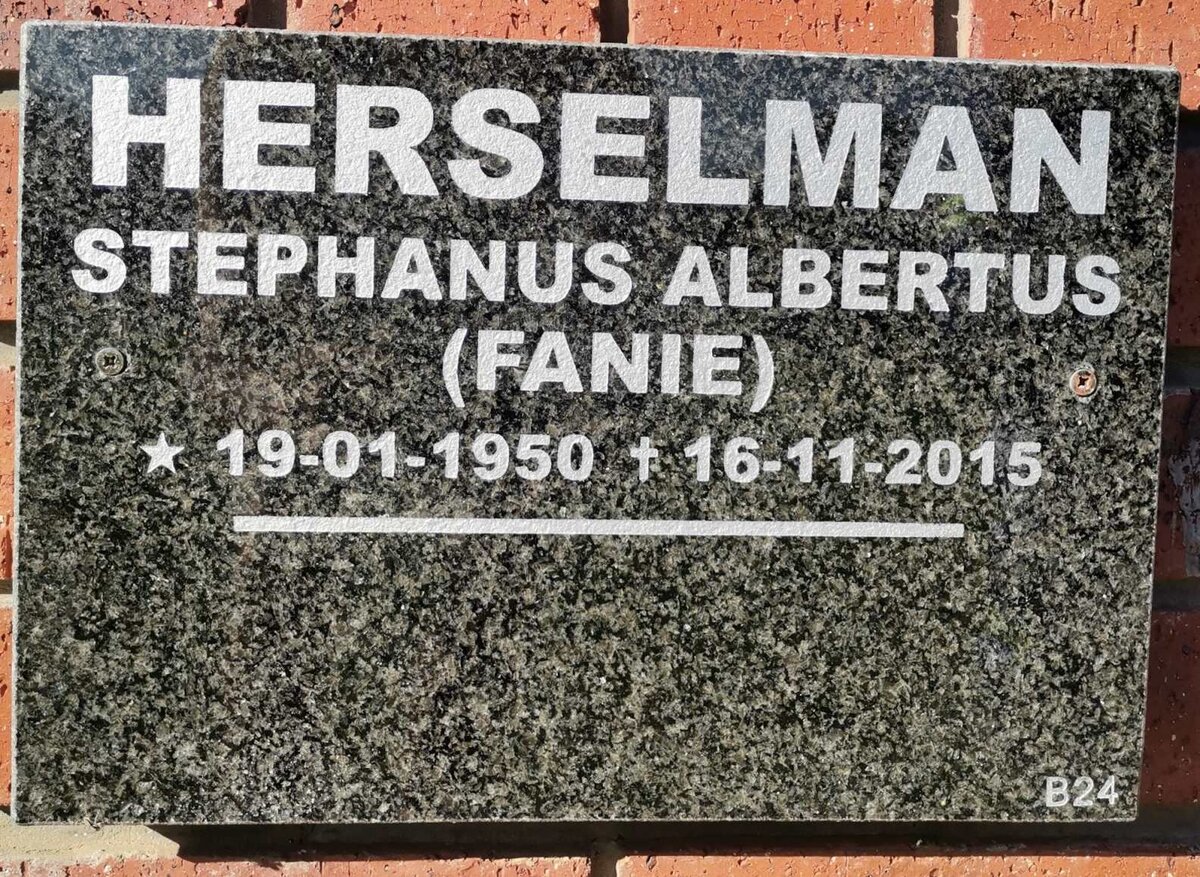 HERSELMAN
STEPHANUS ALBERTUS
(FANIE)
★ 19-01-1950 ✝ 16-11-2015
B24